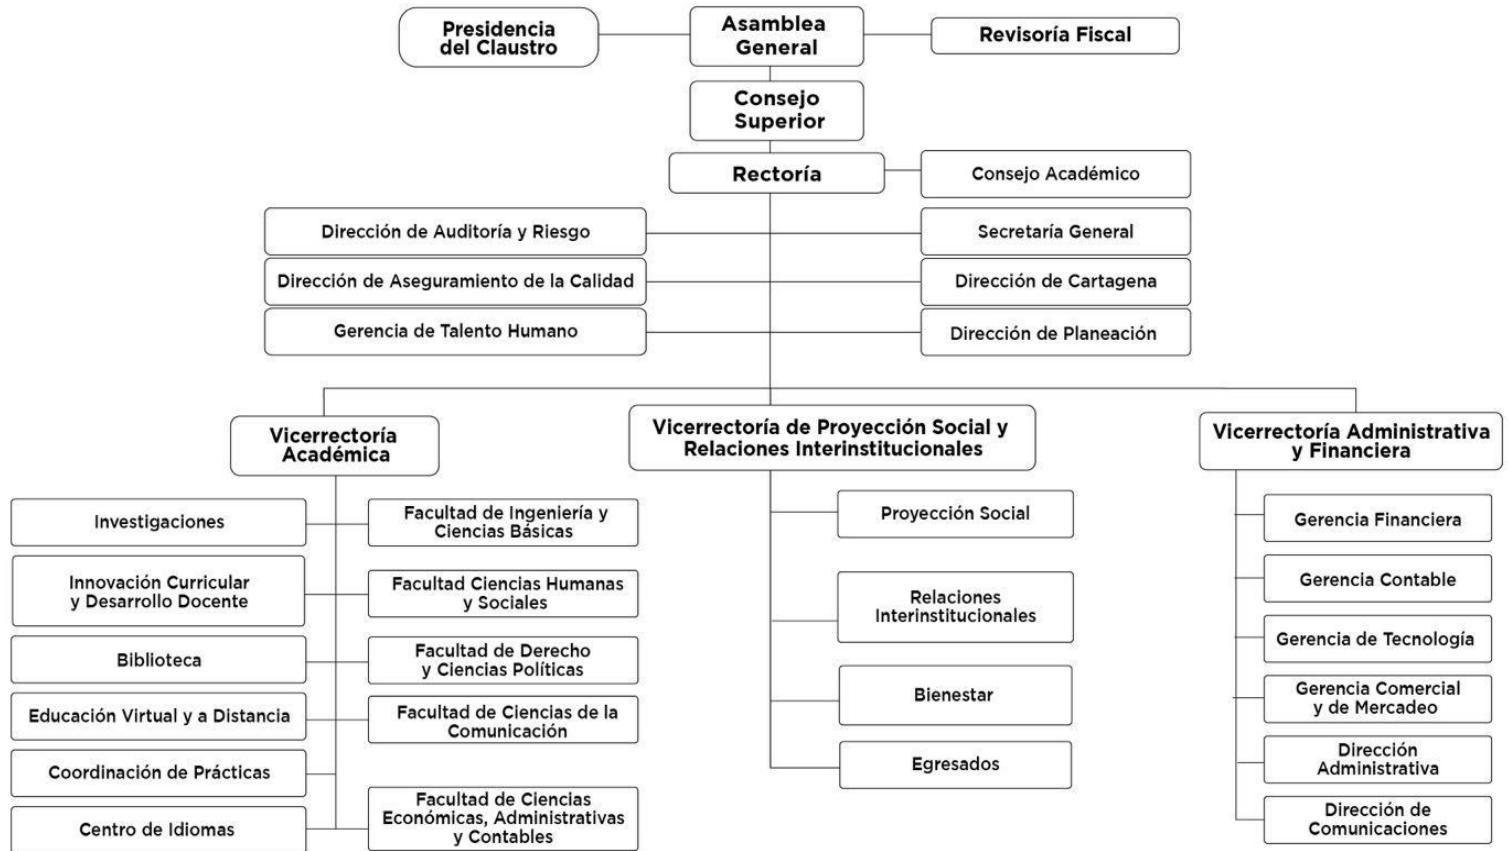 Presidencia
del Claustro
Asamblea
General
Revisoría Fiscal
Consejo
Superior
Rectoría
Consejo Académico
Dirección de Auditoría y Riesgo
Secretaría General
Dirección de Aseguramiento de la Calidad
Dirección de Cartagena
Gerencia de Talento Humano
Dirección de Planeación
Vicerrectoría
Académica
Vicerrectoría de Proyección Social y
Relaciones Interinstitucionales
Vicerrectoría Administrativa
y Financiera
Investigaciones
Innovación Curricular
y Desarrollo Docente
Biblioteca
Educación Virtual y a Distancia
Coordinación de Prácticas
Centro de Idiomas
Facultad de Ingeniería y
Ciencias Básicas
Facultad Ciencias Humanas
y Sociales
Facultad de Derecho
y Ciencias Políticas
Facultad de Ciencias de la
Comunicación
Facultad de Ciencias
Económicas, Administrativas
y Contables
Proyección Social
Relaciones
Interinstitucionales
Bienestar
Egresados
Gerencia Financiera
Gerencia Contable
Gerencia de Tecnología
Gerencia Comercial
y de Mercadeo
Dirección
Administrativa
Dirección de
Comunicaciones